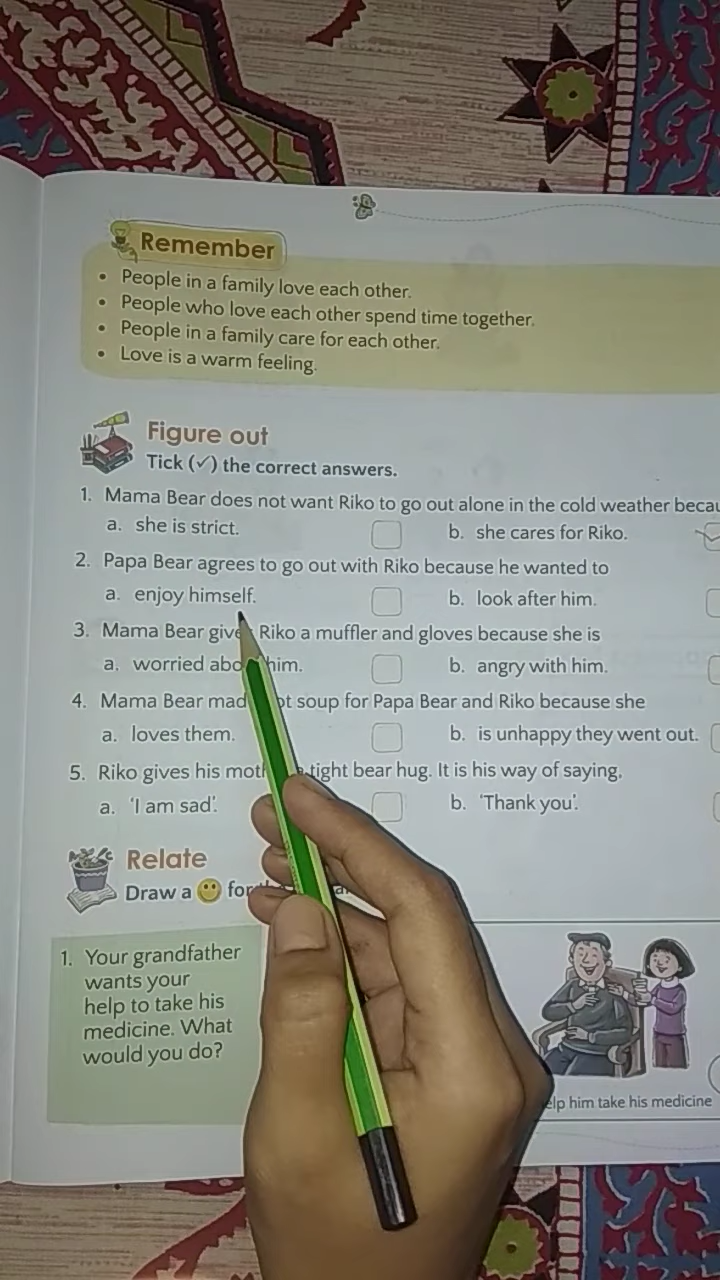 Remember
• People in a family love each other.
• People who love each other spend time together.
• People in a family care for each other.
• Love is a warm feeling.
Figure out
Tick (✓) the correct answers.
1. Mama Bear does not want Riko to go out alone in the cold weather
a. she is strict. b. she cares for Riko.
2. Papa Bear agrees to go out with Riko because he wanted to
a. enjoy himself. b. look after him.
3. Mama Bear Riko a muffler and gloves because she is
a. worried him. b. angry with him.
4. Mama Bear soup for Papa Bear and Riko because she
a. loves them. b. is unhappy they went out.
5. Riko gives his tight bear hug. It is his way of saying,
a. 'I am sad'. b. 'Thank you'.
Relate
Draw a 🙂 for
1. Your grandfather
wants your
help to take his
medicine. What
would you do?
him take his medicine